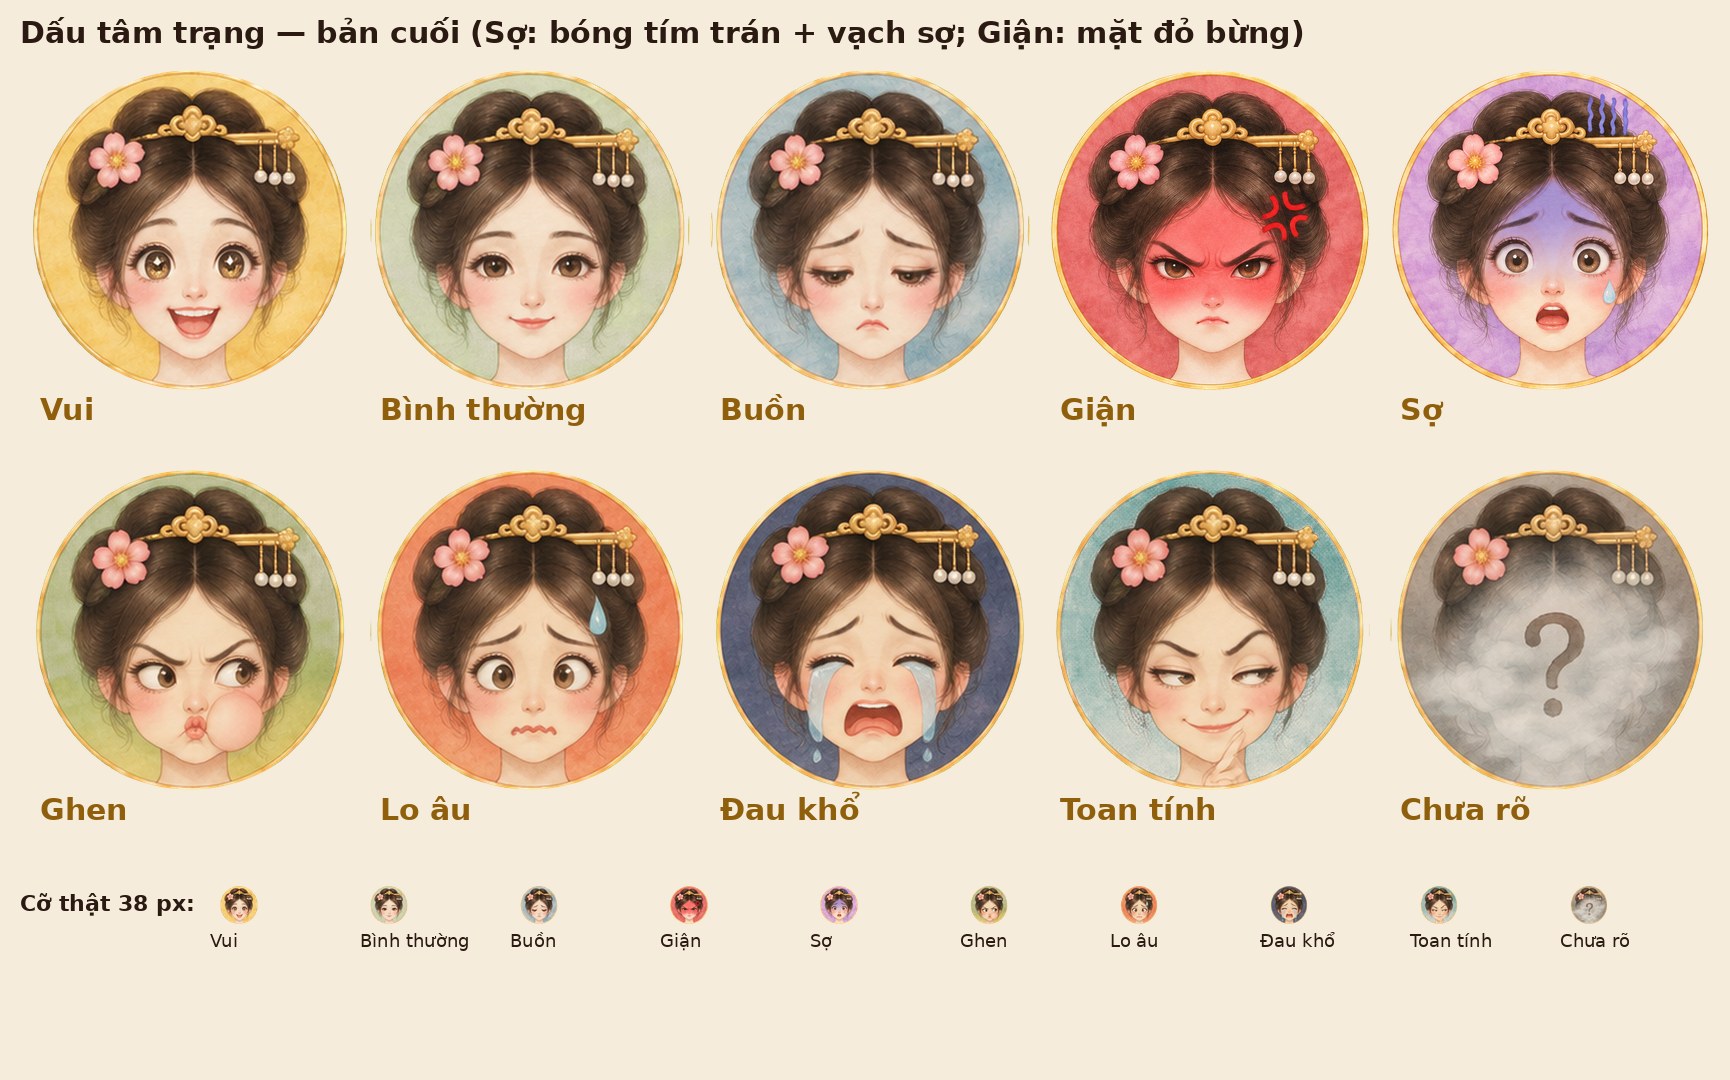 Dấu tâm trạng — bản cuối (Sợ: bóng tím trán + vạch sợ; Giận: mặt đỏ bừng)
Vui
Bình thường
Buồn
Giận
Sợ
Ghen
Lo âu
Đau khổ
Toan tính
?
Chưa rõ
Cỡ thật 38 px:
Vui
Bình thường
Buồn
Giận
Sợ
Ghen
Lo âu
Đau khổ
Toan tính
Chưa rõ